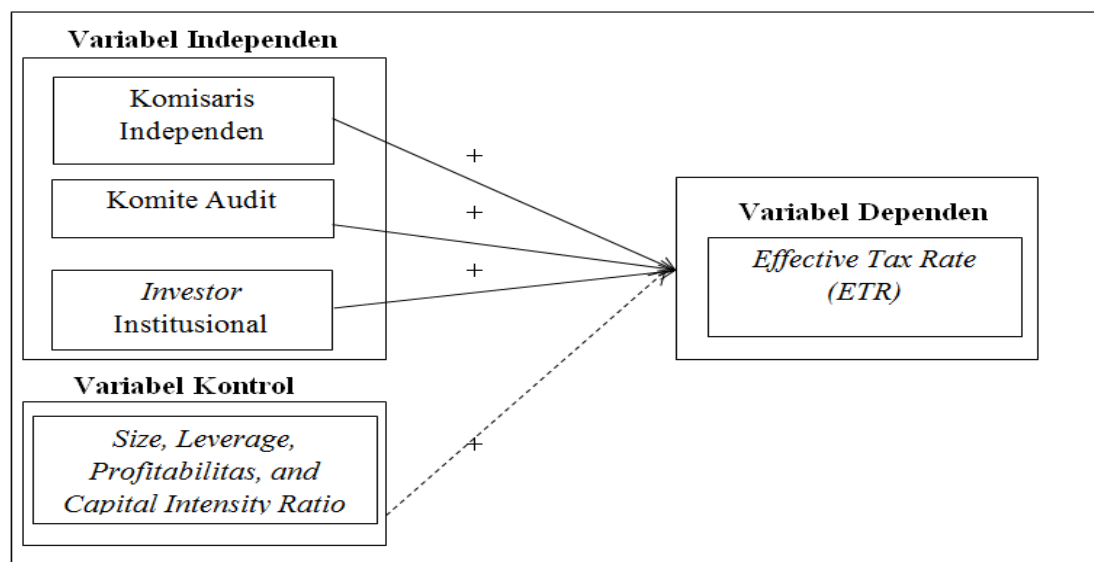 Variabel Independen
Komisaris
Independen
+
Komite Audit
+
Investor
Institusional
+
Variabel Dependen
Effective Tax Rate
(ETR)
Variabel Kontrol
Size, Leverage,
Profitabilitas, and
Capital Intensity Ratio
+